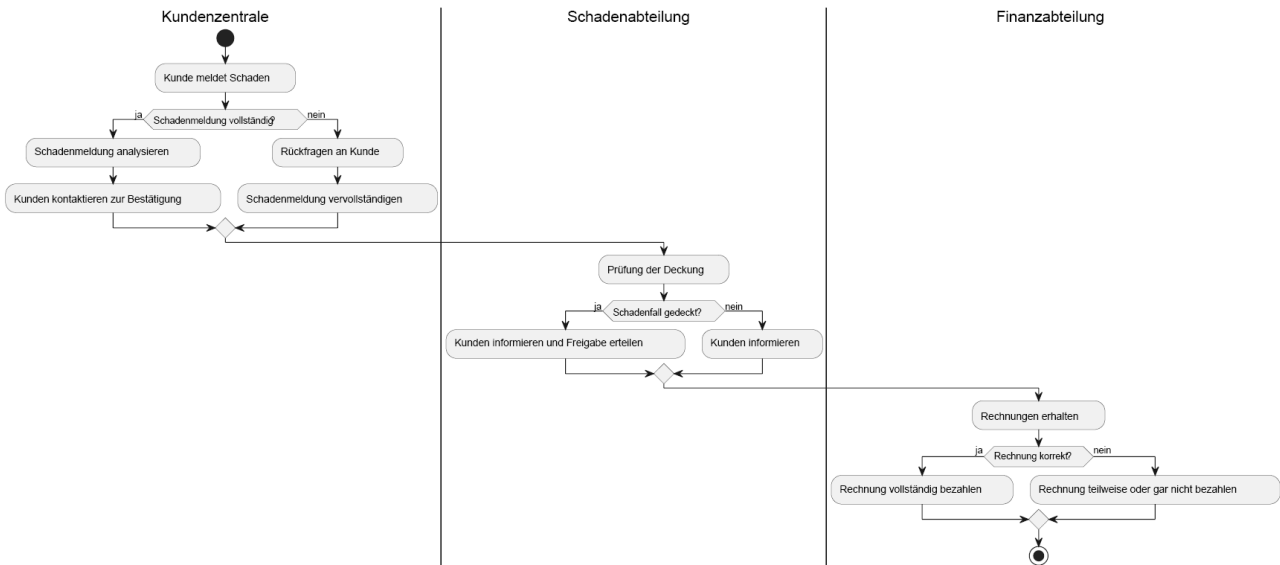 Kundenzentrale
Schadenabteilung
Finanzabteilung
Kunde meldet Schaden
ja
Schadenmeldung vollständig?
nein
Schadenmeldung analysieren
Rückfragen an Kunde
Kunden kontaktieren zur Bestätigung
Schadenmeldung vervollständigen
Prüfung der Deckung
ja
Schadenfall gedeckt?
nein
Kunden informieren und Freigabe erteilen
Kunden informieren
Rechnungen erhalten
ja
Rechnung korrekt?
nein
Rechnung vollständig bezahlen
Rechnung teilweise oder gar nicht bezahlen